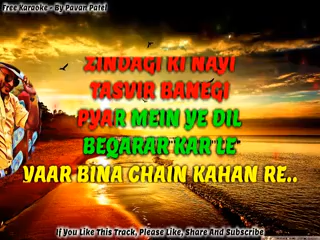 Free Karaoke - By Pavan Patel
ZINDAGI KI NAYI
TASVIR BANEGI
PYAR MEIN YE DIL
BEQARAR KAR LE
YAAR BINA CHAIN KAHAN RE..
If You Like This Track, Please Like, Share And Subscribe